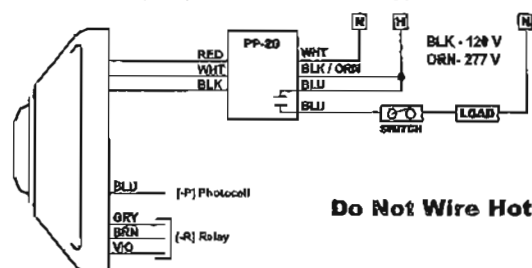 N H N
PP-20
BLK - 120 V
ORN- 277 V
RED WHT
WHT BLK / ORN
BLK BLU
BLU
SWITCH LOAD
BLU [-P] Photocell
Do Not Wire Hot
GRY
BRN [-R] Relay
VIO